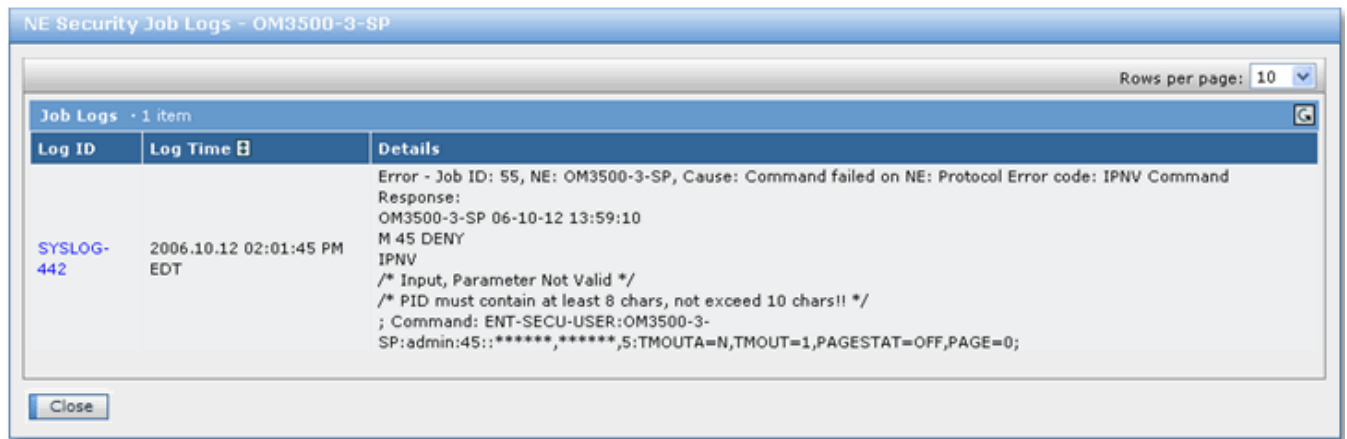 NE Security Job Logs - OM3500-3-SP
Rows per page: 10
Job Logs · 1 item
Log ID Log Time Details
Error - Job ID: 55, NE: OM3500-3-SP, Cause: Command failed on NE: Protocol Error code: IPNV Command
Response:
OM3500-3-SP 06-10-12 13:59:10
M 45 DENY
SYSLOG-
442
2006.10.12 02:01:45 PM
EDT
IPNV
/* Input, Parameter Not Valid */
/* PID must contain at least 8 chars, not exceed 10 chars!! */
; Command: ENT-SECU-USER:OM3500-3-
SP:admin:45::******,******,5:TMOUTA=N,TMOUT=1,PAGESTAT=OFF,PAGE=0;
Close